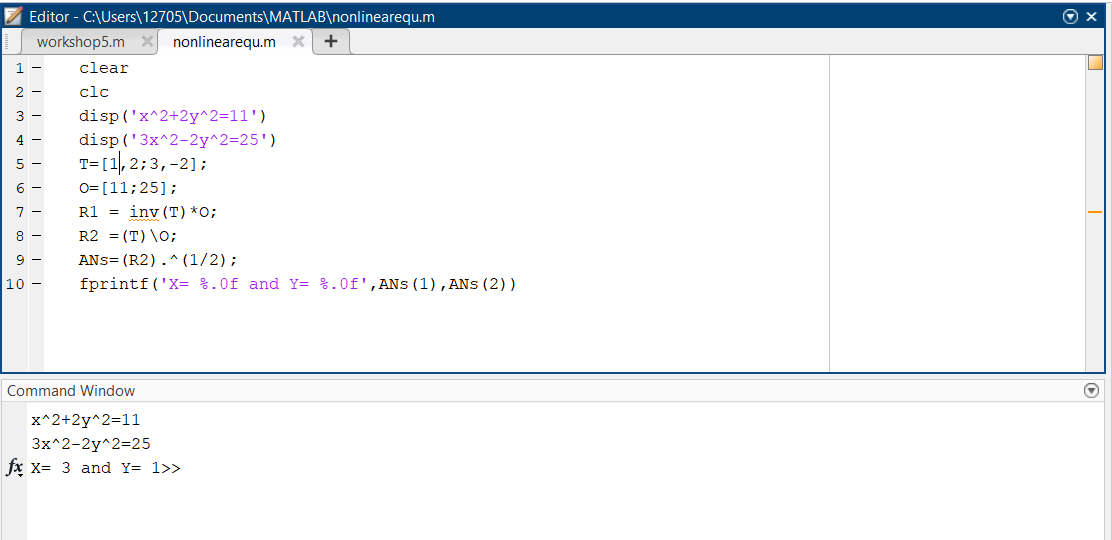 Editor - C:\Users\12705\Documents\MATLAB\nonlinearequ.m
workshop5.m nonlinearequ.m +
1 - clear
2 - clc
3 - disp('x^2+2y^2=11')
4 - disp('3x^2-2y^2=25')
5 - T=[1,2;3,-2];
6 - O=[11;25];
7 - R1 = inv(T)*O;
8 - R2 =(T)\O;
9 - ANs=(R2).^(1/2);
10 - fprintf('X= %.0f and Y= %.0f',ANs(1),ANs(2))
Command Window
x^2+2y^2=11
3x^2-2y^2=25
fx X= 3 and Y= 1>>